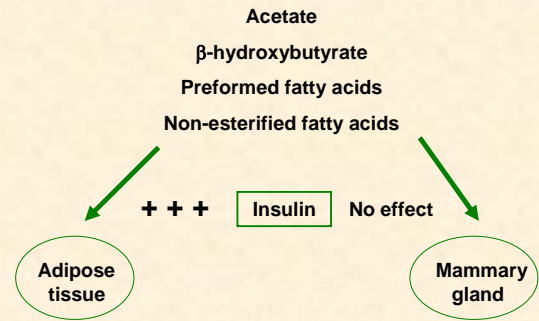 Acetate
β-hydroxybutyrate
Preformed fatty acids
Non-esterified fatty acids
+ + + Insulin No effect
Adipose
tissue
Mammary
gland